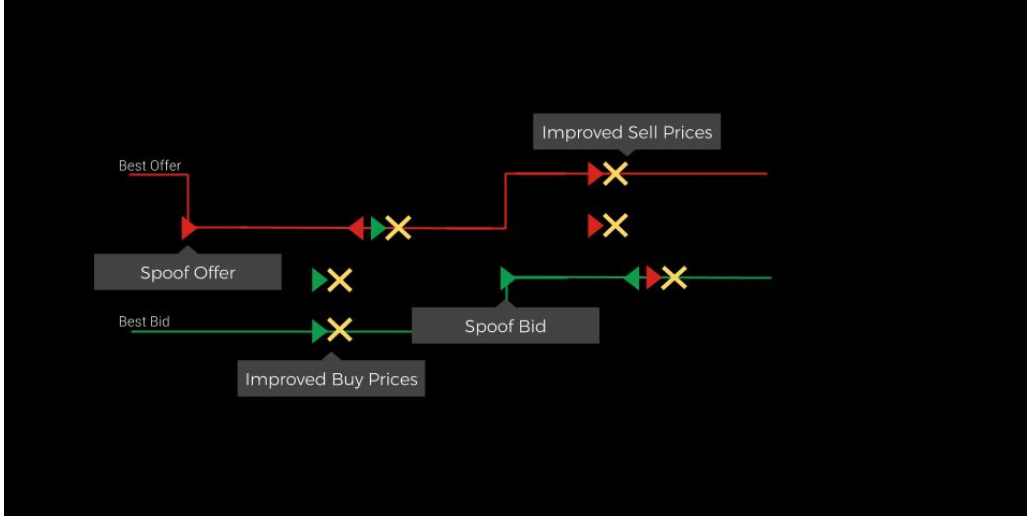 Improved Sell Prices
Best Offer
Spoof Offer
Best Bid
Spoof Bid
Improved Buy Prices